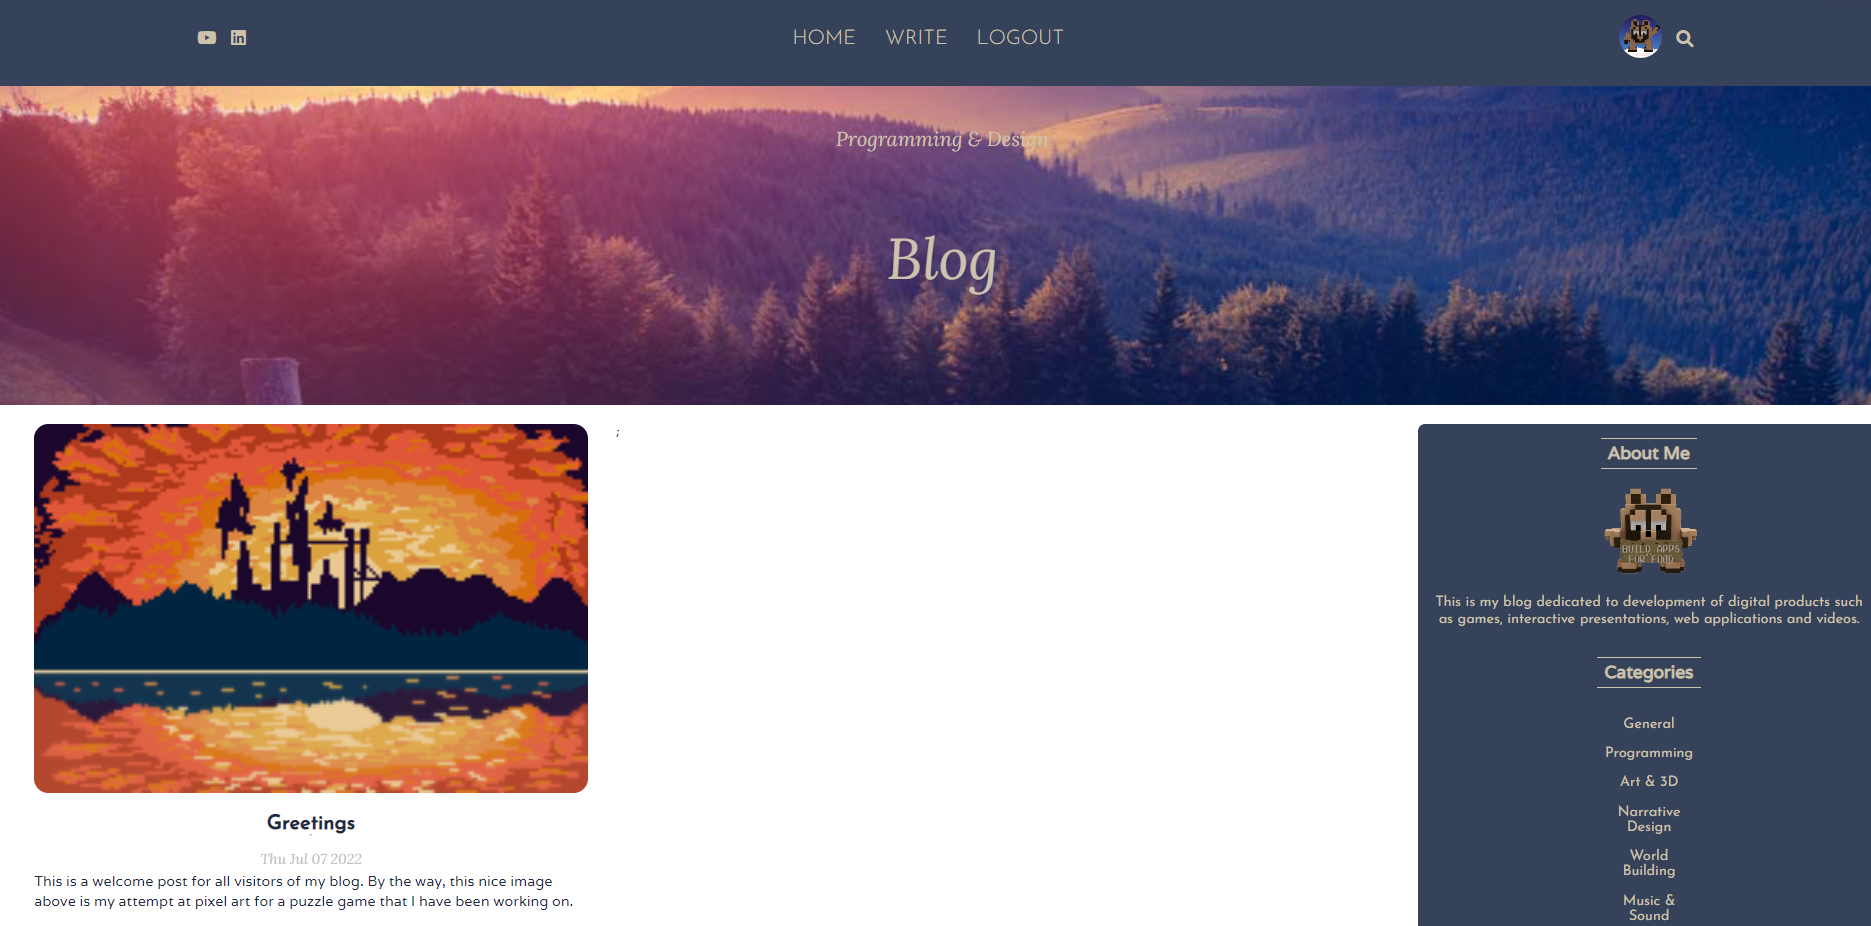 HOME WRITE LOGOUT
Programming & Design
Blog
;
Greetings
Thu Jul 07 2022
This is a welcome post for all visitors of my blog. By the way, this nice image
above is my attempt at pixel art for a puzzle game that I have been working on.
About Me
BUILD APPS
FOR FOOD
This is my blog dedicated to development of digital products such
as games, interactive presentations, web applications and videos.
Categories
General
Programming
Art & 3D
Narrative
Design
World
Building
Music &
Sound